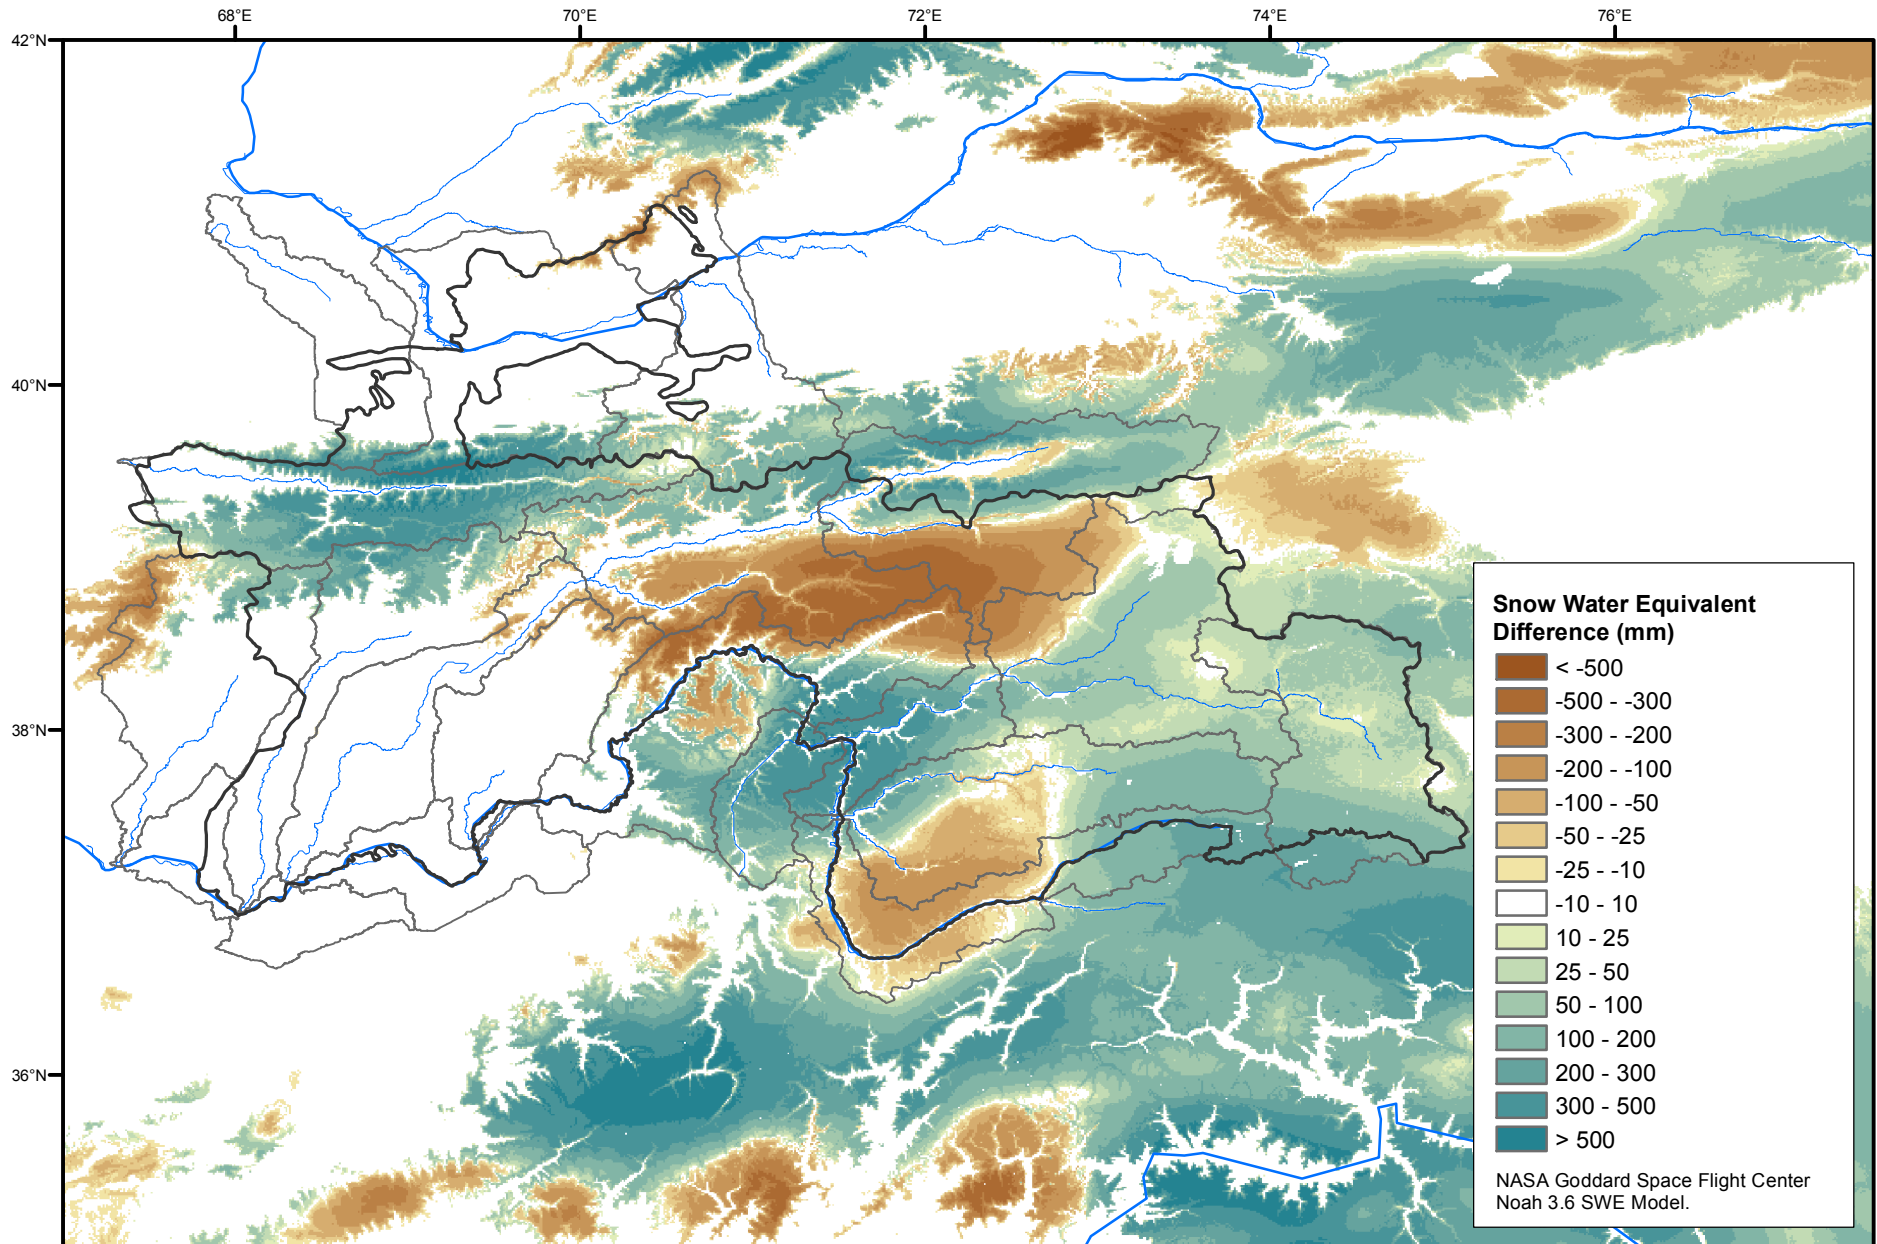 68°E
70°E
72°E
74°E
76°E
42°N
40°N
38°N
36°N
Snow Water Equivalent
Difference (mm)
< -500
-500 - -300
-300 - -200
-200 - -100
-100 - -50
-50 - -25
-25 - -10
-10 - 10
10 - 25
25 - 50
50 - 100
100 - 200
200 - 300
300 - 500
> 500
NASA Goddard Space Flight Center
Noah 3.6 SWE Model.